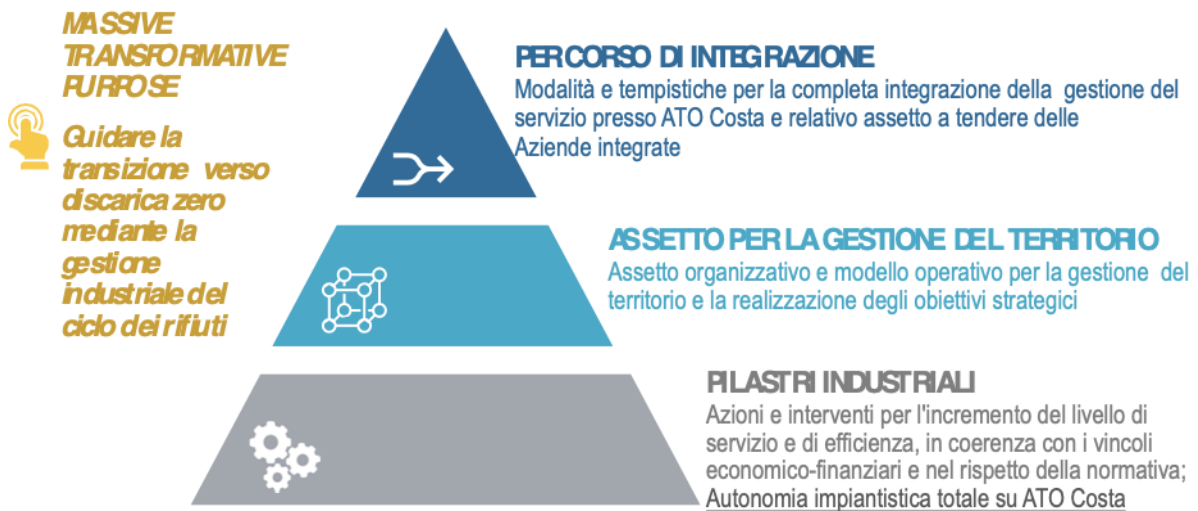 MASSIVE
TRANSFORMATIVE
PURPOSE
Guidare la
transizione verso
discarica zero
mediante la
gestione
industriale del
ciclo dei rifiuti
PERCORSO DI INTEGRAZIONE
Modalità e tempistiche per la completa integrazione della gestione del
servizio presso ATO Costa e relativo assetto a tendere delle
Aziende integrate
ASSETTO PER LA GESTIONE DEL TERRITORIO
Assetto organizzativo e modello operativo per la gestione del
territorio e la realizzazione degli obiettivi strategici
PILASTRI INDUSTRIALI
Azioni e interventi per l'incremento del livello di
servizio e di efficienza, in coerenza con i vincoli
economico-finanziari e nel rispetto della normativa;
Autonomia impiantistica totale su ATO Costa